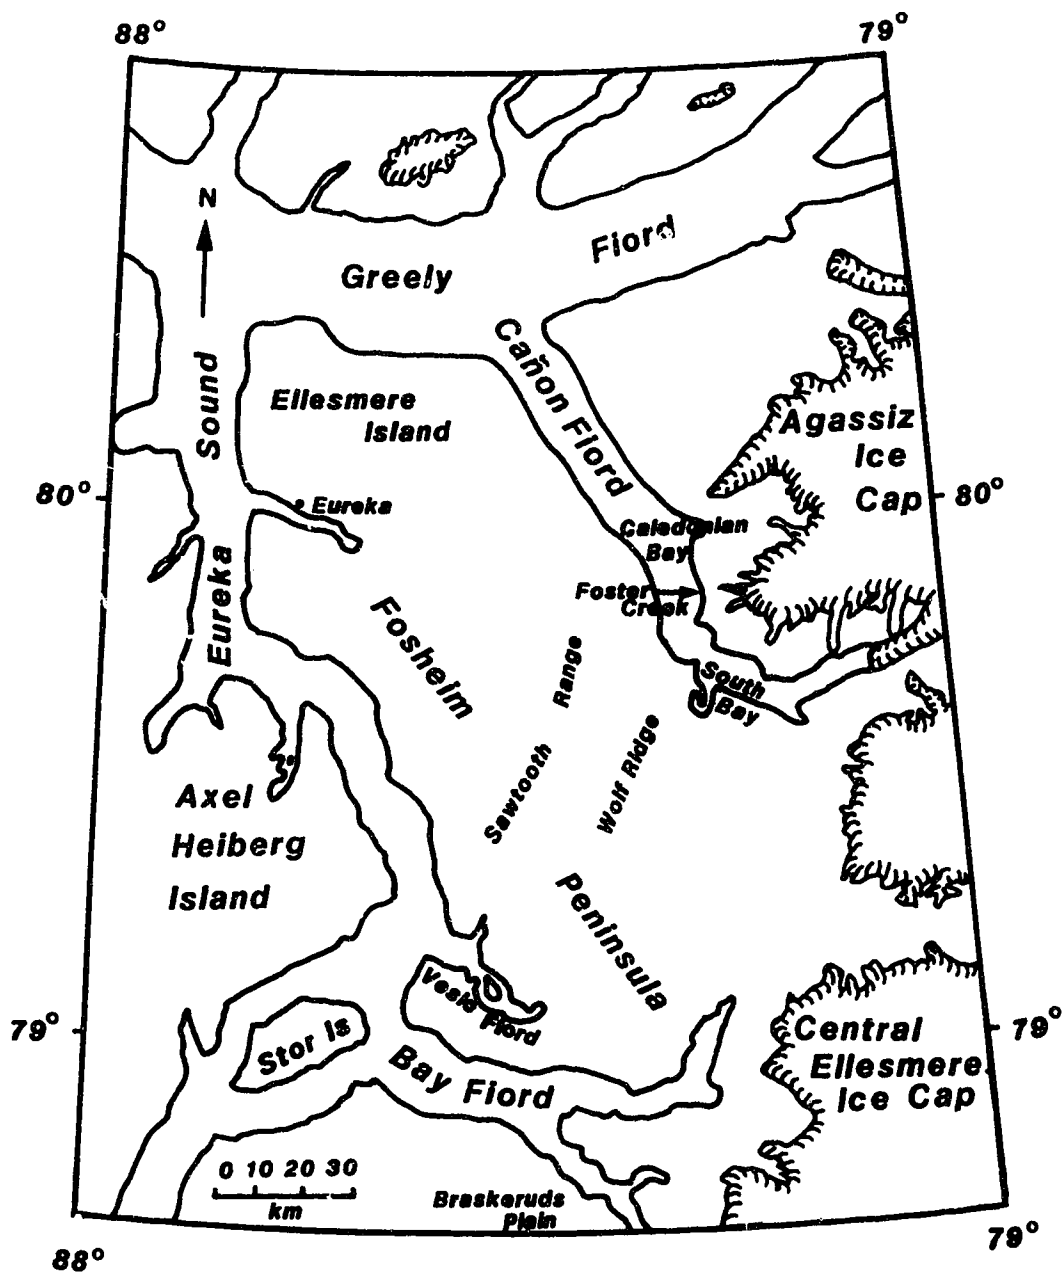 88°
79°
N
Greely
Fiord
Cañon Fiord
Sound
Ellesmere
Island
Agassiz
Ice
Cap
80°
80°
Eureka
Caledonian
Bay
Eureka
Foster
Creek
Fosheim
Range
South
Bay
Sawtooth
Wolf Ridge
Axel
Heiberg
Island
Peninsula
Vesle Fiord
79°
79°
Stor Is
Central
Ellesmere
Ice Cap
Bay Fiord
0 10 20 30
km
Braskeruds
Plain
88°
79°